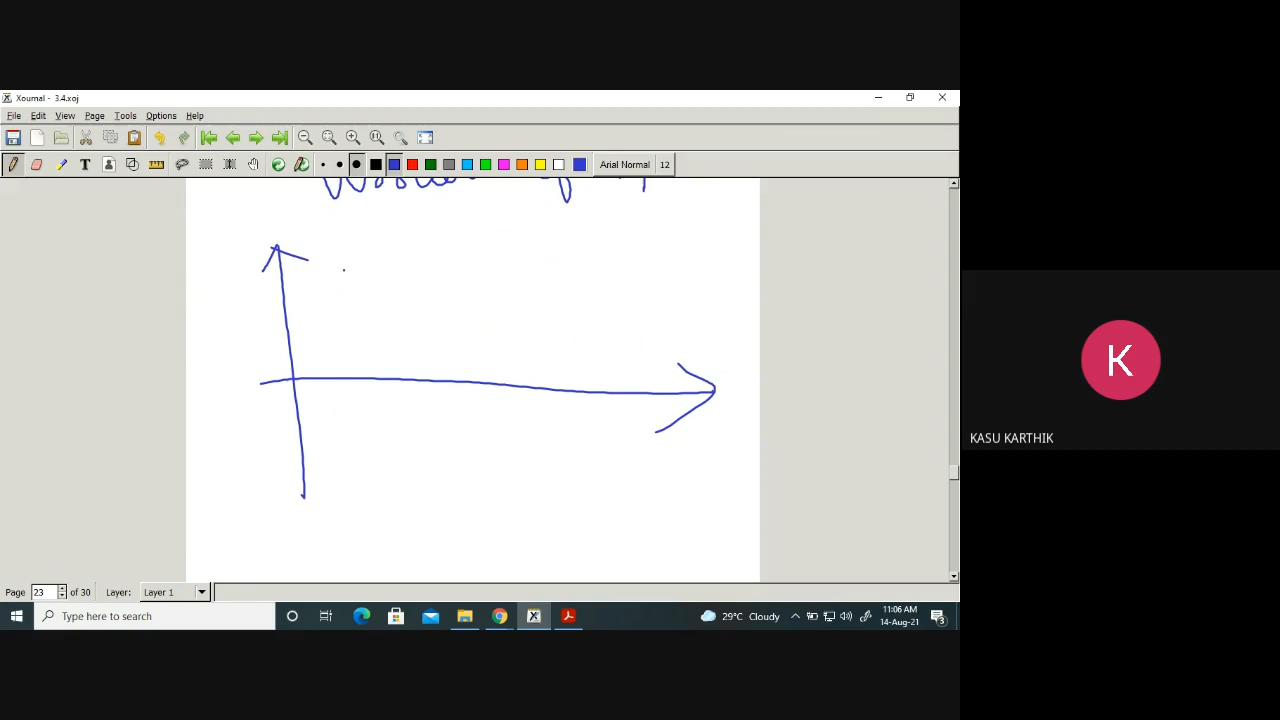 Xournal - 3.4.xoj
File Edit View Page Tools Options Help
Arial Normal 12
K
KASU KARTHIK
Page 23 of 30 Layer: Layer 1
Type here to search
29°C Cloudy
11:06 AM
14-Aug-21
3